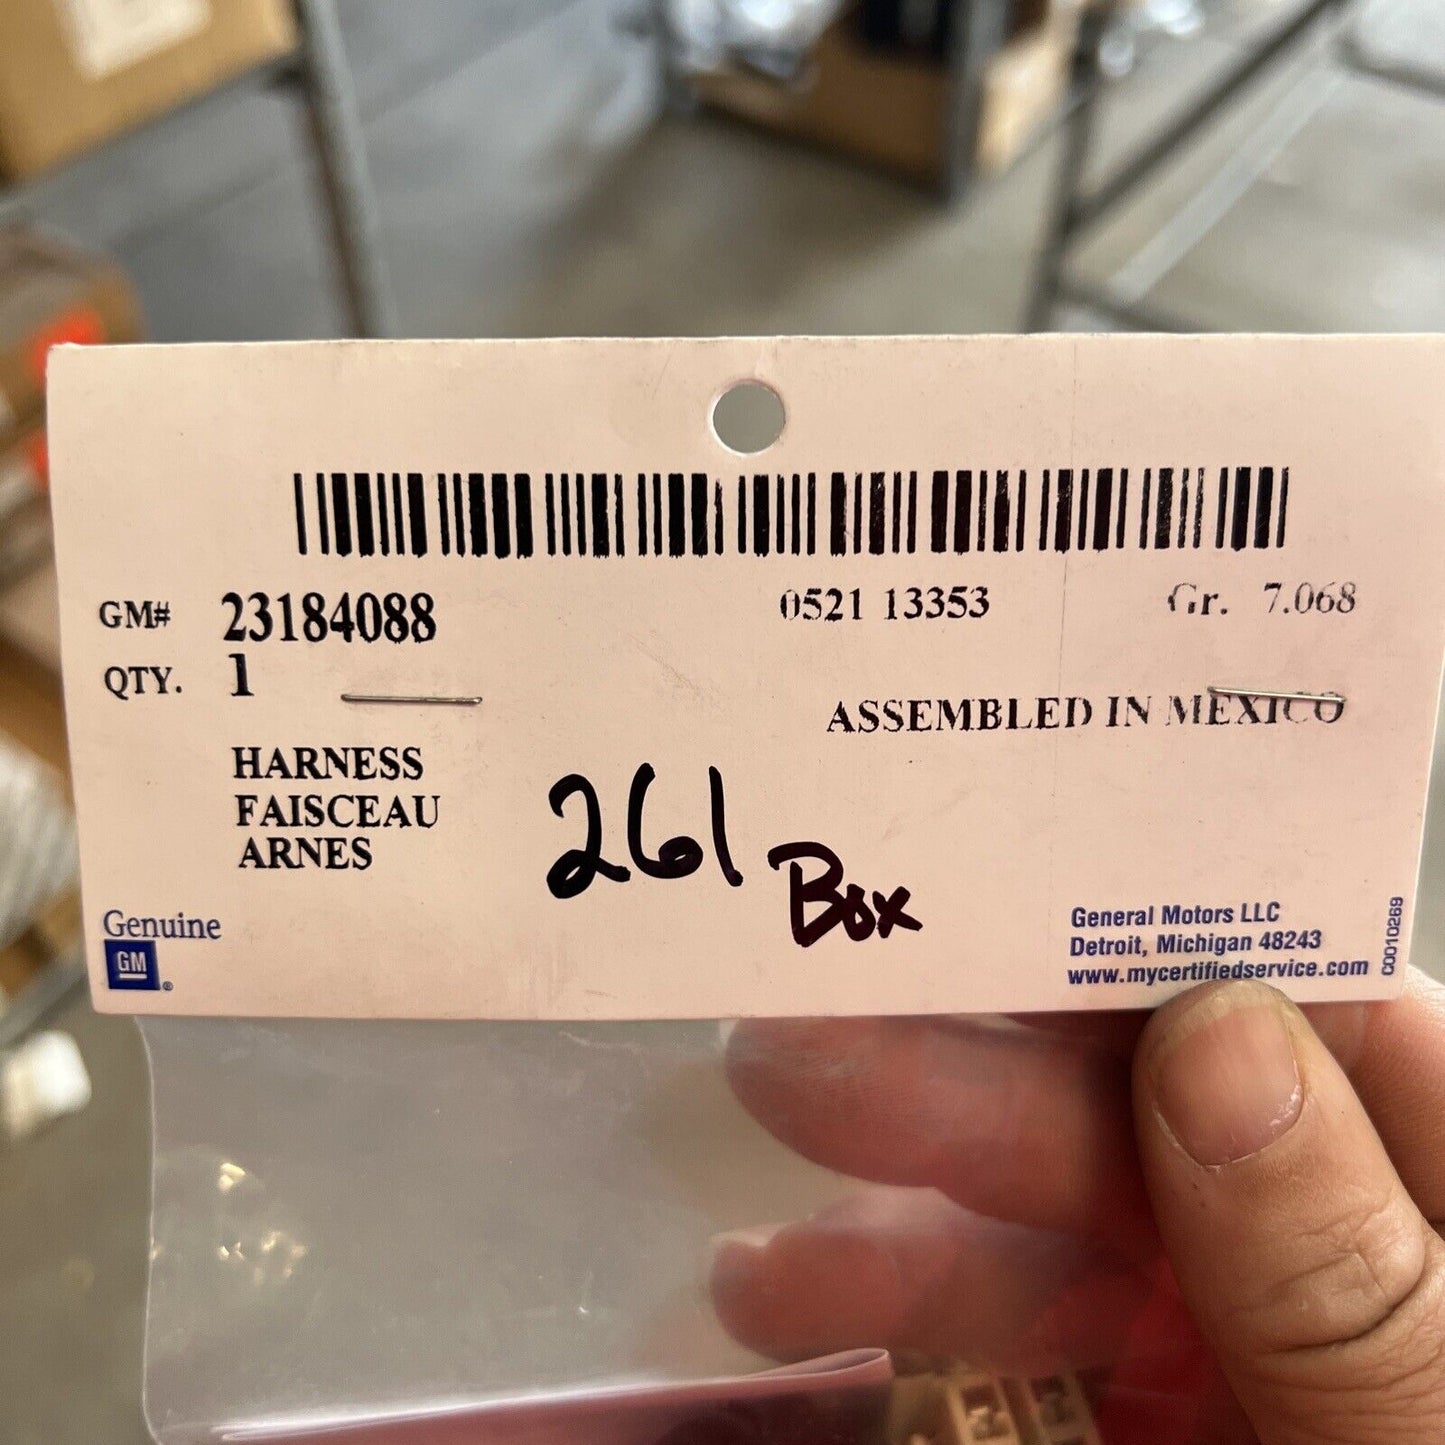 GM# 23184088 0521 13353 Gr. 7.068
QTY. 1
ASSEMBLED IN MEXICO
HARNESS
FAISCEAU
ARNES
261 Box
Genuine
GM
®
General Motors LLC
Detroit, Michigan 48243
www.mycertifiedservice.com
C0010269